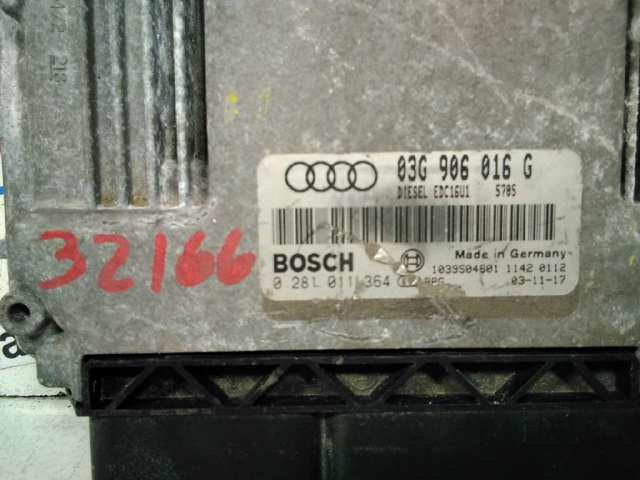 03G 906 016 G
DIESEL EDC16U1 5705
BOSCH
Made in Germany
1039S04601 1142 0112
0 281 011 364
03-11-17
32166